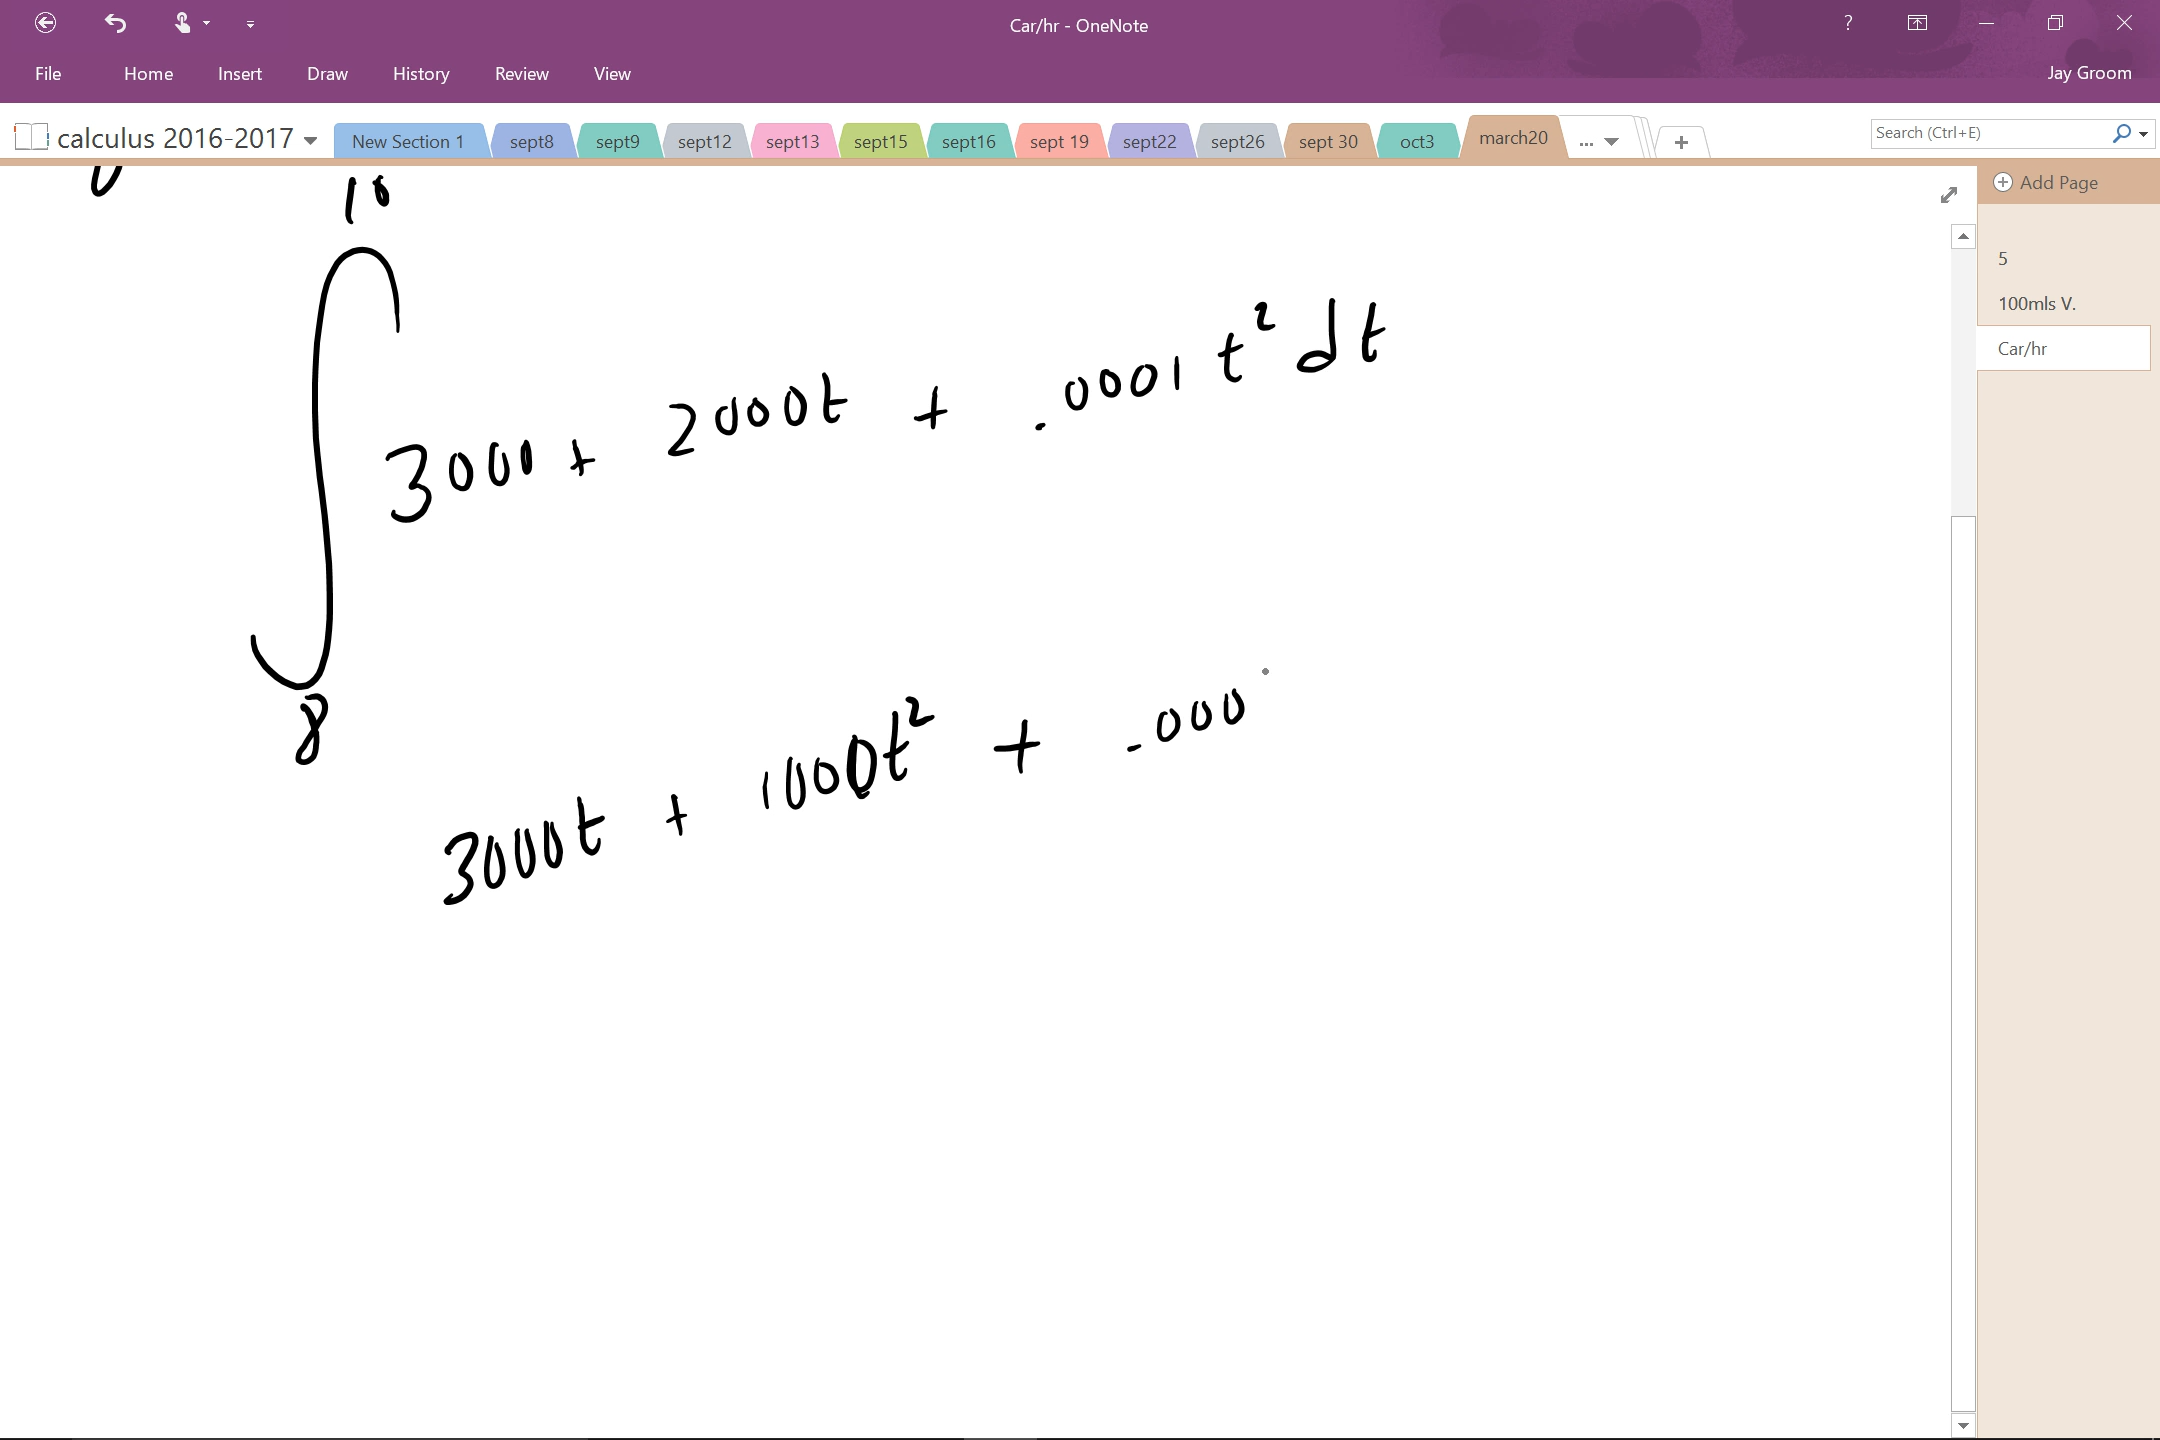 Car/hr - OneNote
?
File Home Insert Draw History Review View
Jay Groom
calculus 2016-2017
New Section 1 sept8 sept9 sept12 sept13 sept15 sept16 sept 19 sept22 sept26 sept 30 oct3 march20 ... +
Search (Ctrl+E)
Add Page
5
100mls V.
Car/hr
10
∫ 3000 + 2000t + .0001 t² dt
8
3000t + 1000t² + .000